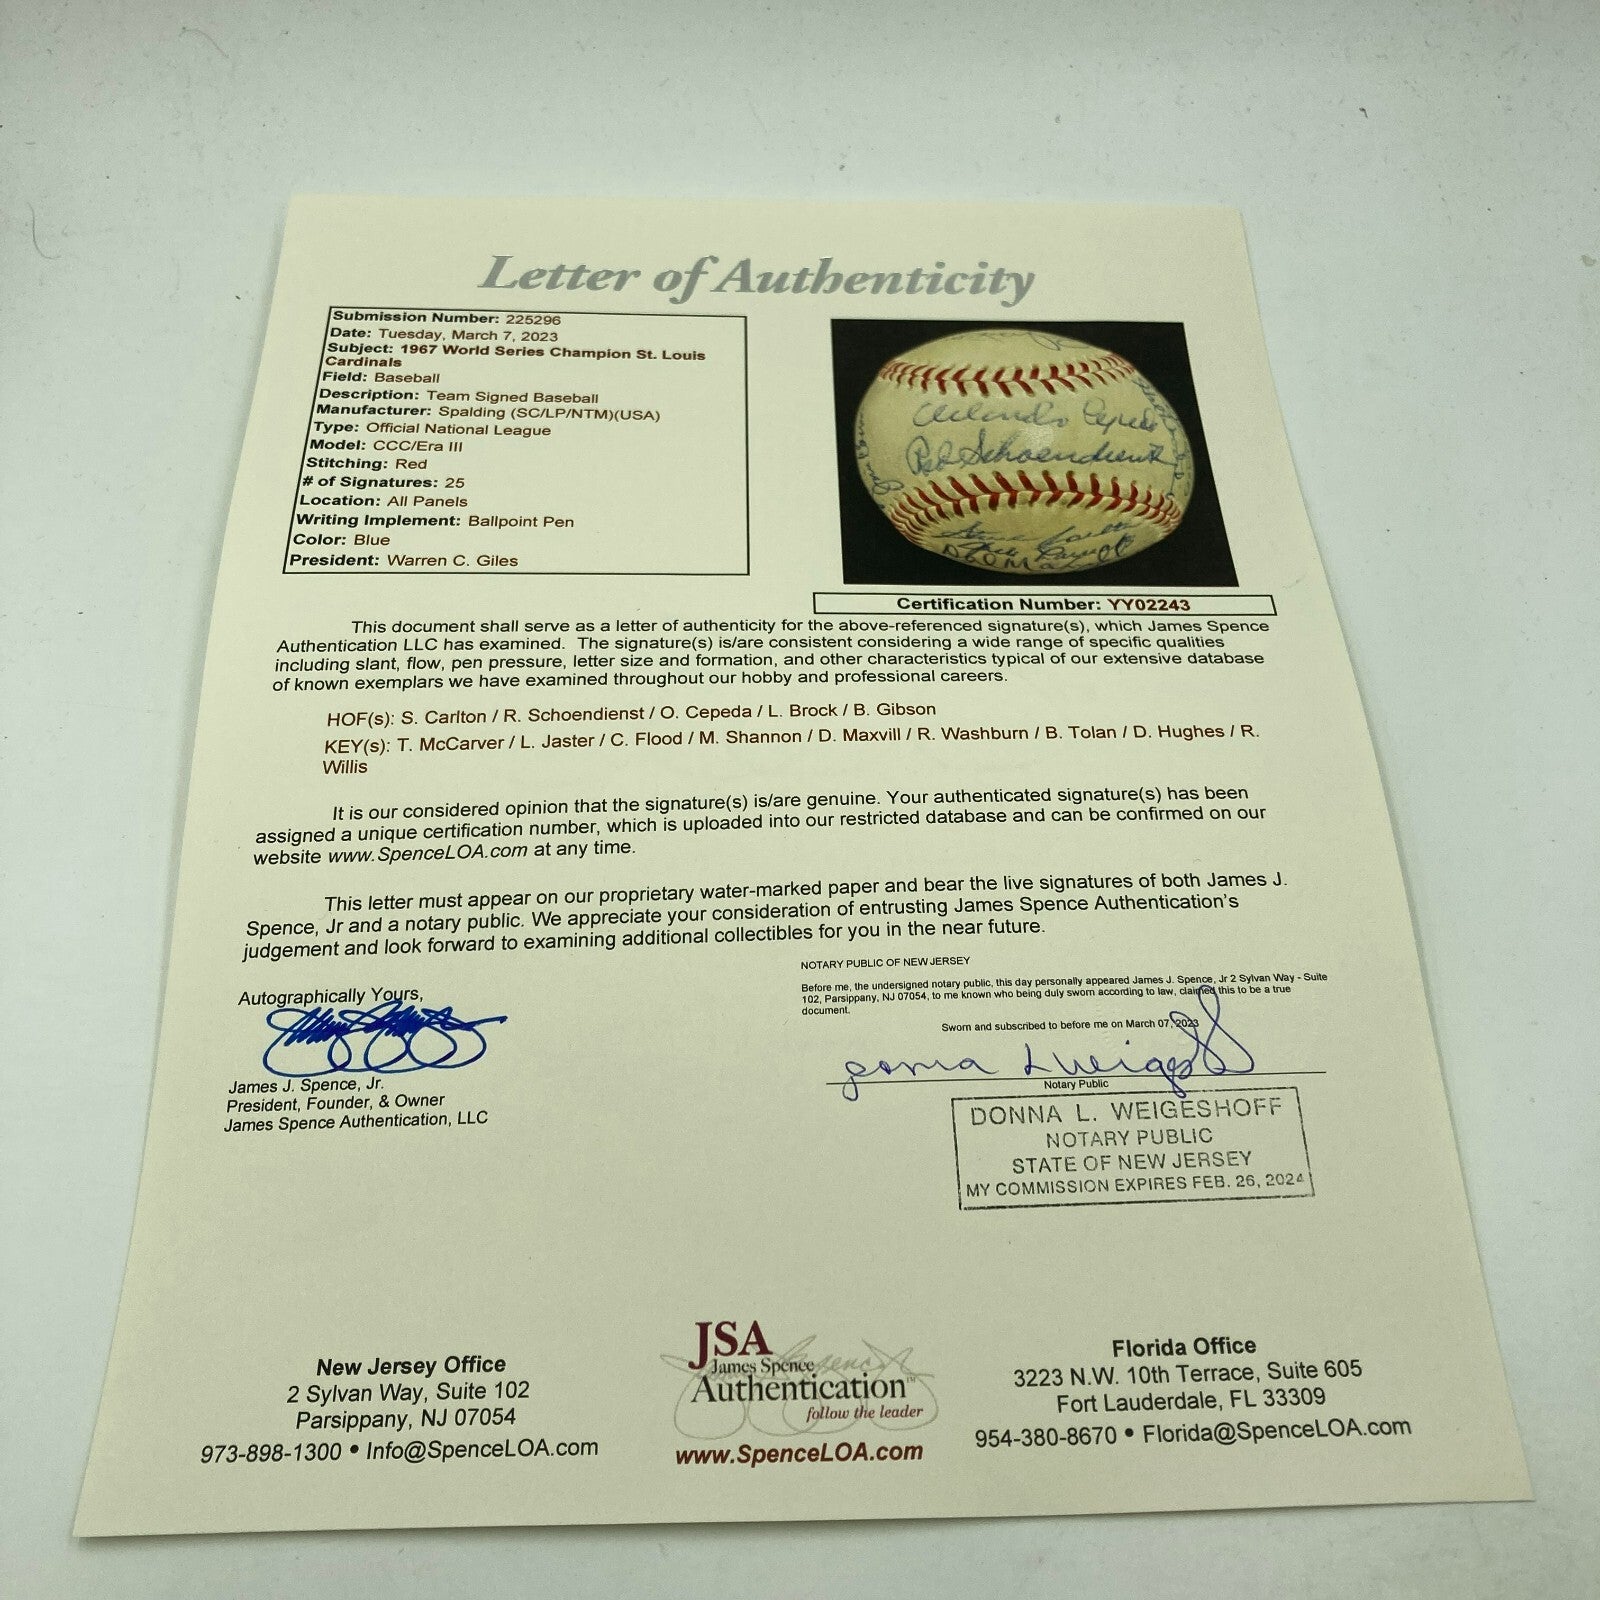 Letter of Authenticity
Submission Number: 225296
Date: Tuesday, March 7, 2023
Subject: 1967 World Series Champion St. Louis
Cardinals
Field: Baseball
Description: Team Signed Baseball
Manufacturer: Spalding (SC/LP/NTM)(USA)
Type: Official National League
Model: CCC/Era III
Stitching: Red
# of Signatures: 25
Location: All Panels
Writing Implement: Ballpoint Pen
Color: Blue
President: Warren C. Giles
Orlando Cepeda
Red Schoendienst
Steve Carlton
Certification Number: YY02243
This document shall serve as a letter of authenticity for the above-referenced signature(s), which James Spence
Authentication LLC has examined. The signature(s) is/are consistent considering a wide range of specific qualities
including slant, flow, pen pressure, letter size and formation, and other characteristics typical of our extensive database
of known exemplars we have examined throughout our hobby and professional careers.
HOF(s): S. Carlton / R. Schoendienst / O. Cepeda / L. Brock / B. Gibson
KEY(s): T. McCarver / L. Jaster / C. Flood / M. Shannon / D. Maxvill / R. Washburn / B. Tolan / D. Hughes / R.
Willis
It is our considered opinion that the signature(s) is/are genuine. Your authenticated signature(s) has been
assigned a unique certification number, which is uploaded into our restricted database and can be confirmed on our
website www.SpenceLOA.com at any time.
This letter must appear on our proprietary water-marked paper and bear the live signatures of both James J.
Spence, Jr and a notary public. We appreciate your consideration of entrusting James Spence Authentication's
judgement and look forward to examining additional collectibles for you in the near future.
NOTARY PUBLIC OF NEW JERSEY
Before me, the undersigned notary public, this day personally appeared James J. Spence, Jr 2 Sylvan Way - Suite
102, Parsippany, NJ 07054, to me known who being duly sworn according to law, claimed this to be a true
document.
Sworn and subscribed to before me on March 07, 2023
Notary Public
Autographically Yours,
James J. Spence, Jr.
President, Founder, & Owner
James Spence Authentication, LLC
DONNA L. WEIGESHOFF
NOTARY PUBLIC
STATE OF NEW JERSEY
MY COMMISSION EXPIRES FEB. 26, 2024
New Jersey Office
2 Sylvan Way, Suite 102
Parsippany, NJ 07054
973-898-1300 • Info@SpenceLOA.com
JSA
James Spence
Authentication™
follow the leader
www.SpenceLOA.com
Florida Office
3223 N.W. 10th Terrace, Suite 605
Fort Lauderdale, FL 33309
954-380-8670 • Florida@SpenceLOA.com